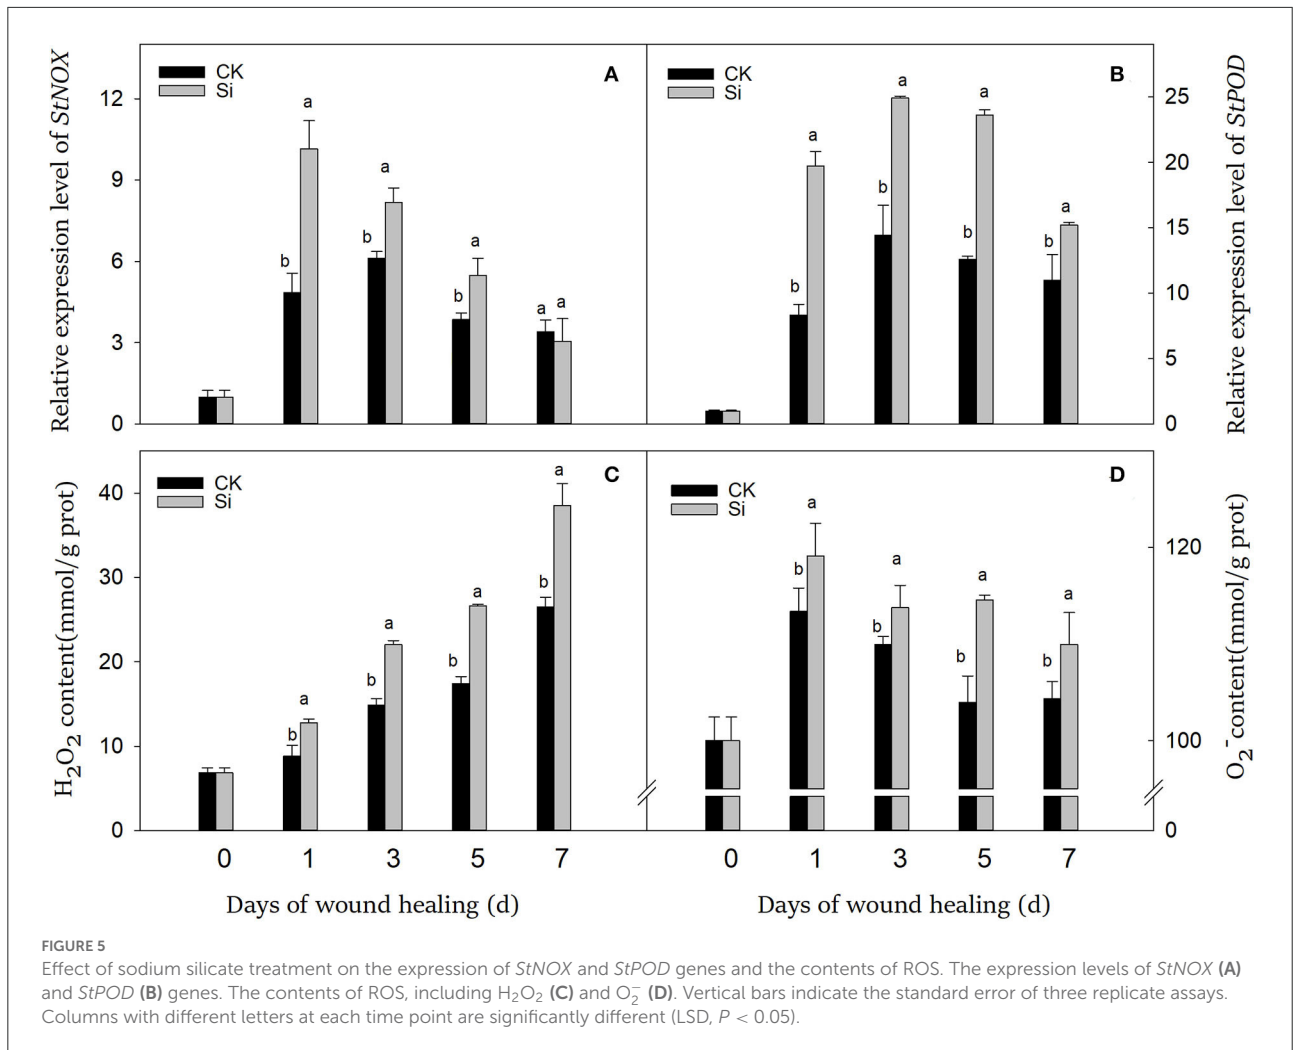 CK
Si
A
a
a
a
a
a
b
b
b
12
9
6
3
0
Relative expression level of StNOX
CK
Si
B
a
a
a
a
b
b
b
b
25
20
15
10
5
0
Relative expression level of StPOD
CK
Si
C
a
a
a
a
b
b
b
b
40
30
20
10
0
H₂O₂ content(mmol/g prot)
0 1 3 5 7
Days of wound healing (d)
CK
Si
D
a
a
a
a
b
b
b
b
120
100
0
O₂⁻content(mmol/g prot)
0 1 3 5 7
Days of wound healing (d)
FIGURE 5
Effect of sodium silicate treatment on the expression of StNOX and StPOD genes and the contents of ROS. The expression levels of StNOX (A)
and StPOD (B) genes. The contents of ROS, including H₂O₂ (C) and O₂⁻ (D). Vertical bars indicate the standard error of three replicate assays.
Columns with different letters at each time point are significantly different (LSD, P < 0.05).